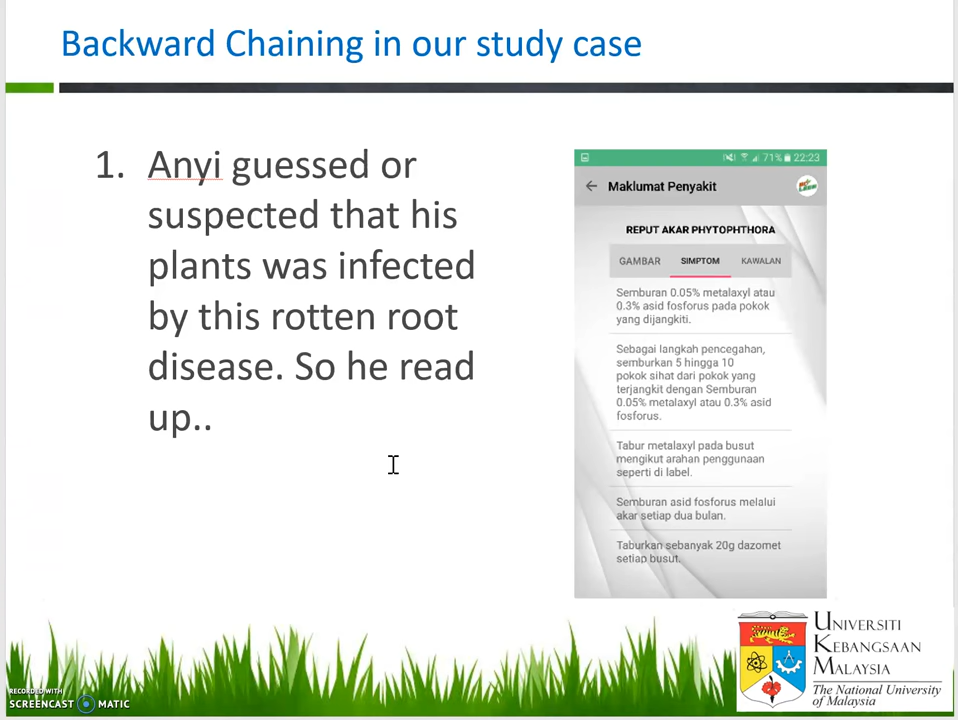 Backward Chaining in our study case
1. Anyi guessed or
suspected that his
plants was infected
by this rotten root
disease. So he read
up..
71% 22:23
Maklumat Penyakit
REPUT AKAR PHYTOPHTHORA
GAMBAR SIMPTOM KAWALAN
Semburan 0.05% metalaxyl atau
0.3% asid fosforus pada pokok
yang dijangkiti.
Sebagai langkah pencegahan,
semburkan 5 hingga 10
pokok sihat dari pokok yang
terjangkit dengan Semburan
0.05% metalaxyl atau 0.3% asid
fosforus.
Tabur metalaxyl pada busut
mengikut arahan penggunaan
seperti di label.
Semburan asid fosforus melalui
akar setiap dua bulan.
Taburkan sebanyak 20g dazomet
setiap busut.
UNIVERSITI
KEBANGSAAN
MALAYSIA
The National University
of Malaysia
RECORDED WITH
SCREENCAST MATIC